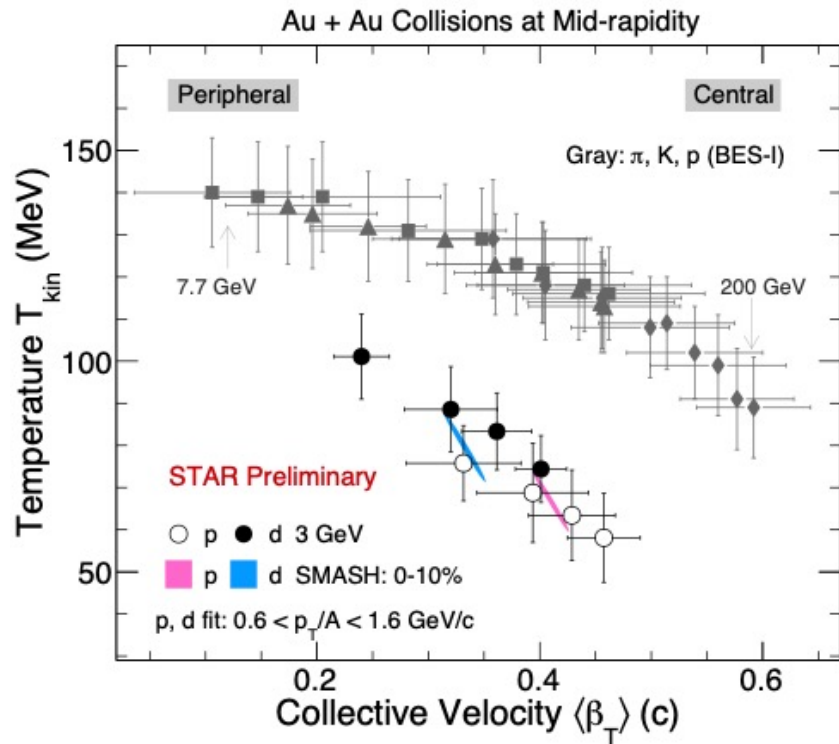 Au + Au Collisions at Mid-rapidity
Peripheral
Central
Gray: π, K, p (BES-I)
7.7 GeV
200 GeV
STAR Preliminary
p d 3 GeV
p d SMASH: 0-10%
p, d fit: 0.6 < p_T/A < 1.6 GeV/c
150
100
50
Temperature T_kin (MeV)
0.2 0.4 0.6
Collective Velocity ⟨β_T⟩ (c)